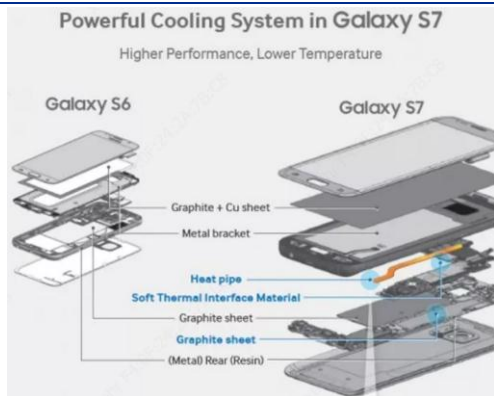 Powerful Cooling System in Galaxy S7
Higher Performance, Lower Temperature
Galaxy S6
Galaxy S7
Graphite + Cu sheet
Metal bracket
Heat pipe
Soft Thermal Interface Material
Graphite sheet
Graphite sheet
(Metal) Rear (Resin)